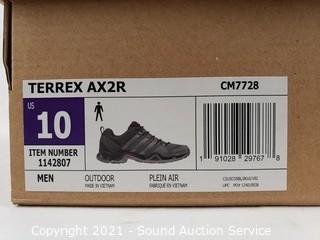 TERREX AX2R
CM7728
US
10
ITEM NUMBER
1142807
MEN
OUTDOOR
MADE IN VIETNAM
PLEIN AIR
FABRIQUÉ EN VIETNAM
1 91028 29767 8
Copyright 2021 - Sound Auction Service